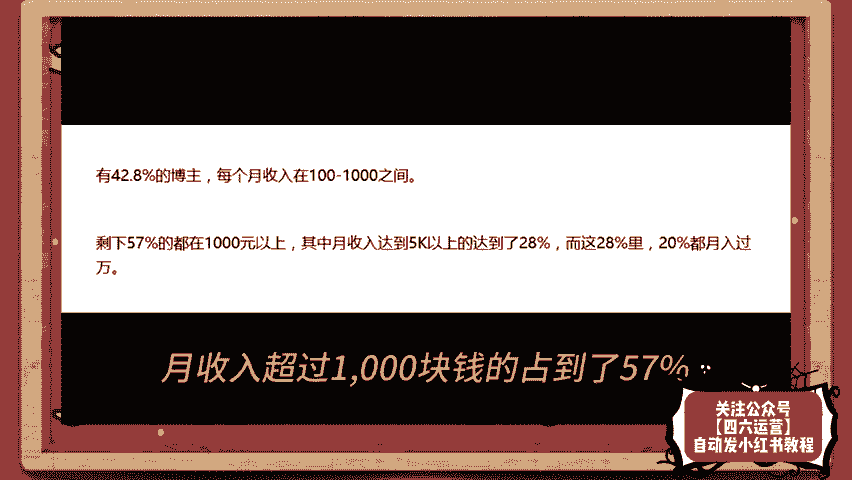 有42.8%的博主，每个月收入在100-1000之间。
剩下57%的都在1000元以上，其中月收入达到5K以上的达到了28%，而这28%里，20%都月入过
万。
月收入超过1,000块钱的占到了57%
关注公众号
【四六运营】
自动发小红书教程